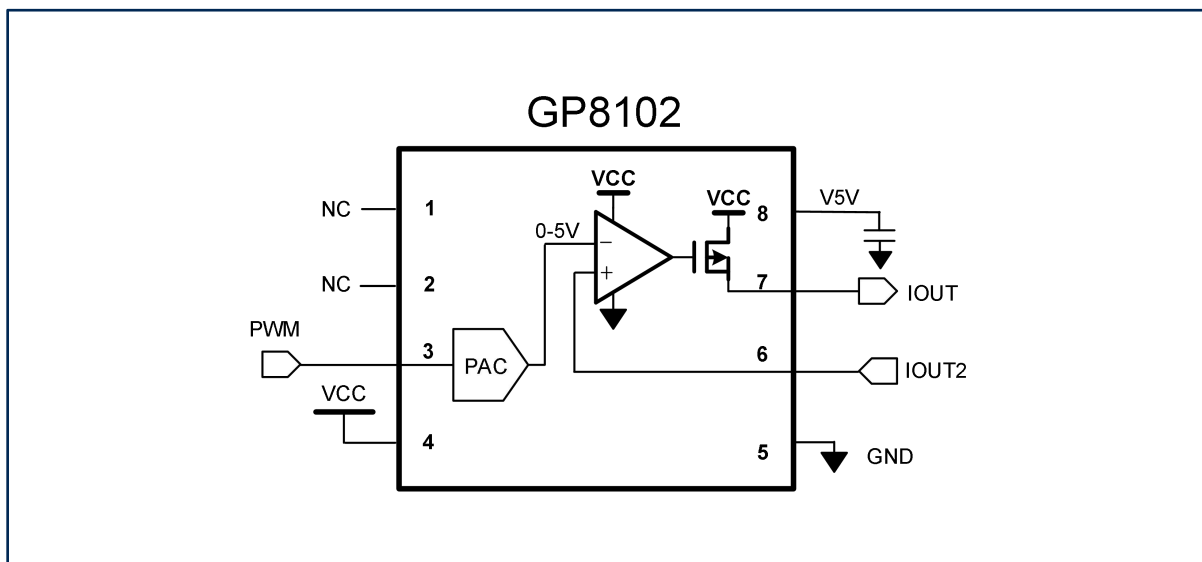 GP8102
VCC
VCC
NC
1
8
V5V
0-5V
−
+
NC
2
7
IOUT
PWM
3
PAC
6
IOUT2
VCC
4
5
GND